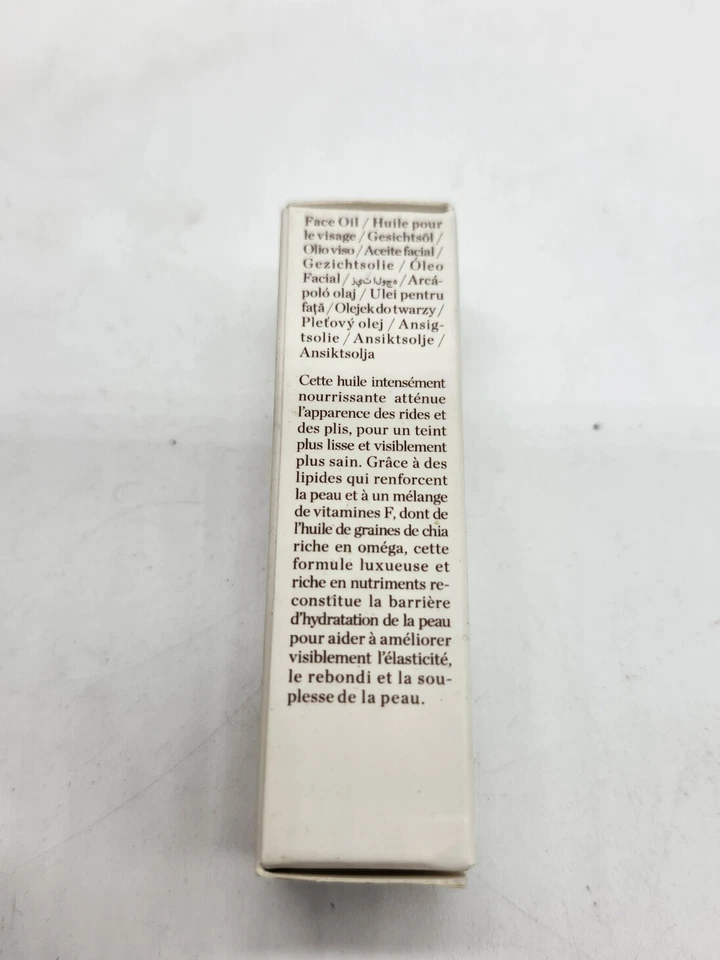 Face Oil / Huile pour
le visage / Gesichtsöl /
Olio viso / Aceite facial /
Gezichtsolie / Óleo
Facial / زيت الوجه / Arcá-
poló olaj / Ulei pentru
față / Olejek do twarzy /
Pleťový olej / Ansig-
tsolie / Ansiktsolje /
Ansiktsolja
Cette huile intensément
nourrissante atténue
l'apparence des rides et
des plis, pour un teint
plus lisse et visiblement
plus sain. Grâce à des
lipides qui renforcent
la peau et à un mélange
de vitamines F, dont de
l'huile de graines de chia
riche en oméga, cette
formule luxueuse et
riche en nutriments re-
constitue la barrière
d'hydratation de la peau
pour aider à améliorer
visiblement l'élasticité,
le rebondi et la sou-
plesse de la peau.